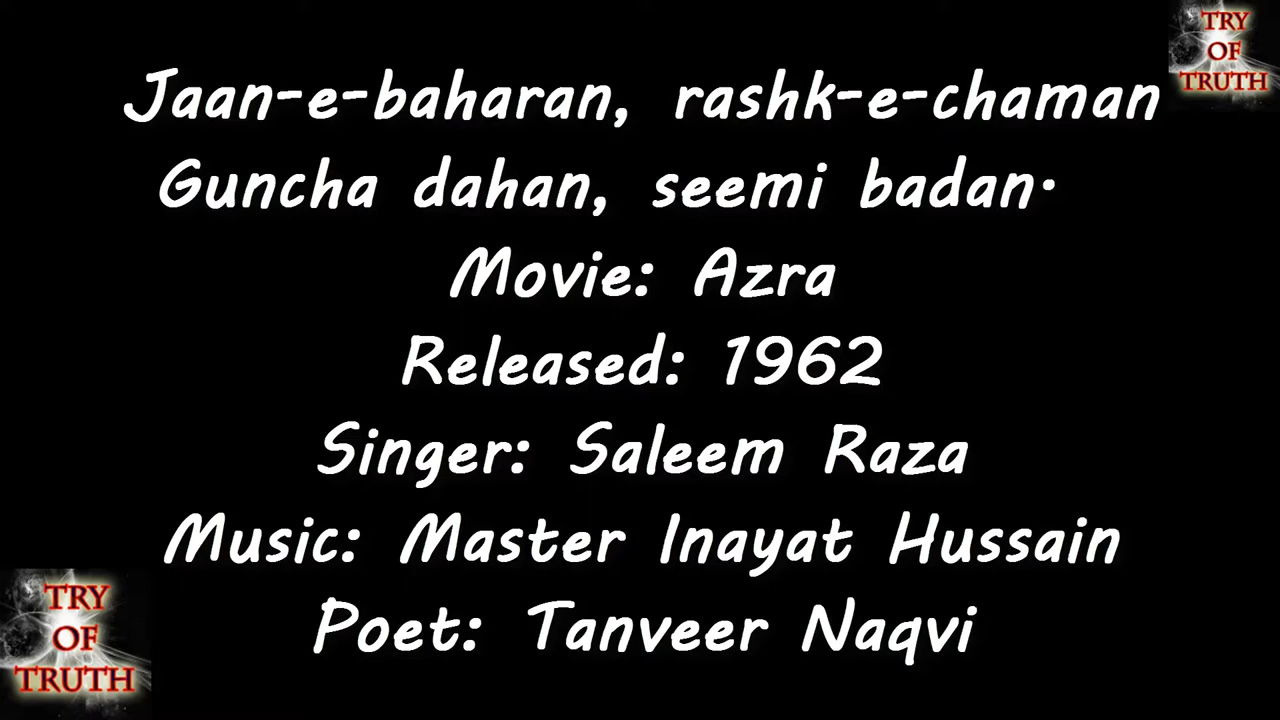 TRY
OF
TRUTH
Jaan-e-baharan, rashk-e-chaman
Guncha dahan, seemi badan.
Movie: Azra
Released: 1962
Singer: Saleem Raza
Music: Master Inayat Hussain
Poet: Tanveer Naqvi
TRY
OF
TRUTH